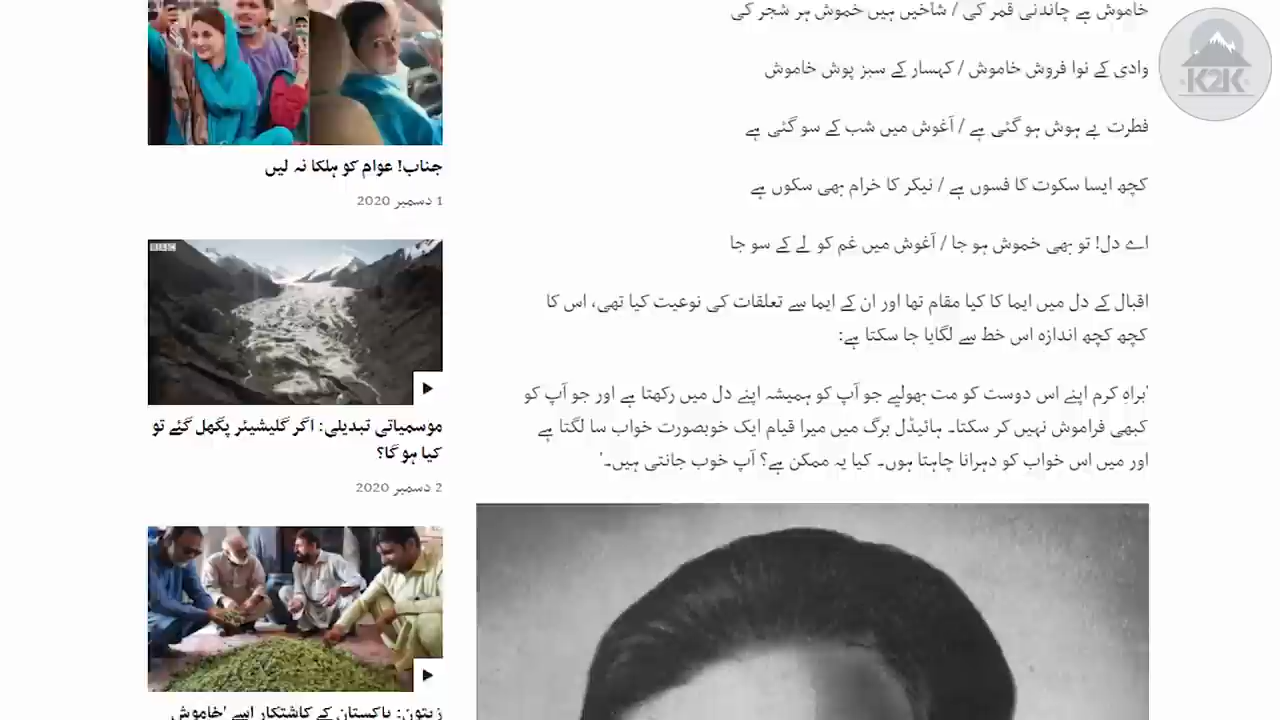 خاموش ہے چاندنی قمر کی / شاخیں ہیں خموش ہر شجر کی
وادی کے نوا فروش خاموش / کہسار کے سبز پوش خاموش
فطرت بے ہوش ہو گئی ہے / آغوش میں شب کے سو گئی ہے
کچھ ایسا سکوت کا فسوں ہے / نیکر کا خرام بھی سکوں ہے
اے دل! تو بھی خموش ہو جا / آغوش میں غم کو لے کے سو جا
اقبال کے دل میں ایما کا کیا مقام تھا اور ان کے ایما سے تعلقات کی نوعیت کیا تھی، اس کا
کچھ کچھ اندازہ اس خط سے لگایا جا سکتا ہے:
'براہِ کرم اپنے اس دوست کو مت بھولیے جو آپ کو ہمیشہ اپنے دل میں رکھتا ہے اور جو آپ کو
کبھی فراموش نہیں کر سکتا۔ ہائیڈل برگ میں میرا قیام ایک خوبصورت خواب سا لگتا ہے
اور میں اس خواب کو دہرانا چاہتا ہوں۔ کیا یہ ممکن ہے؟ آپ خوب جانتی ہیں۔'
جناب! عوام کو ہلکا نہ لیں
1 دسمبر 2020
BBC
موسمیاتی تبدیلی: اگر گلیشیئر پگھل گئے تو
کیا ہو گا؟
2 دسمبر 2020
زیتون: پاکستان کے کاشتکار اسے 'خاموش
K2K